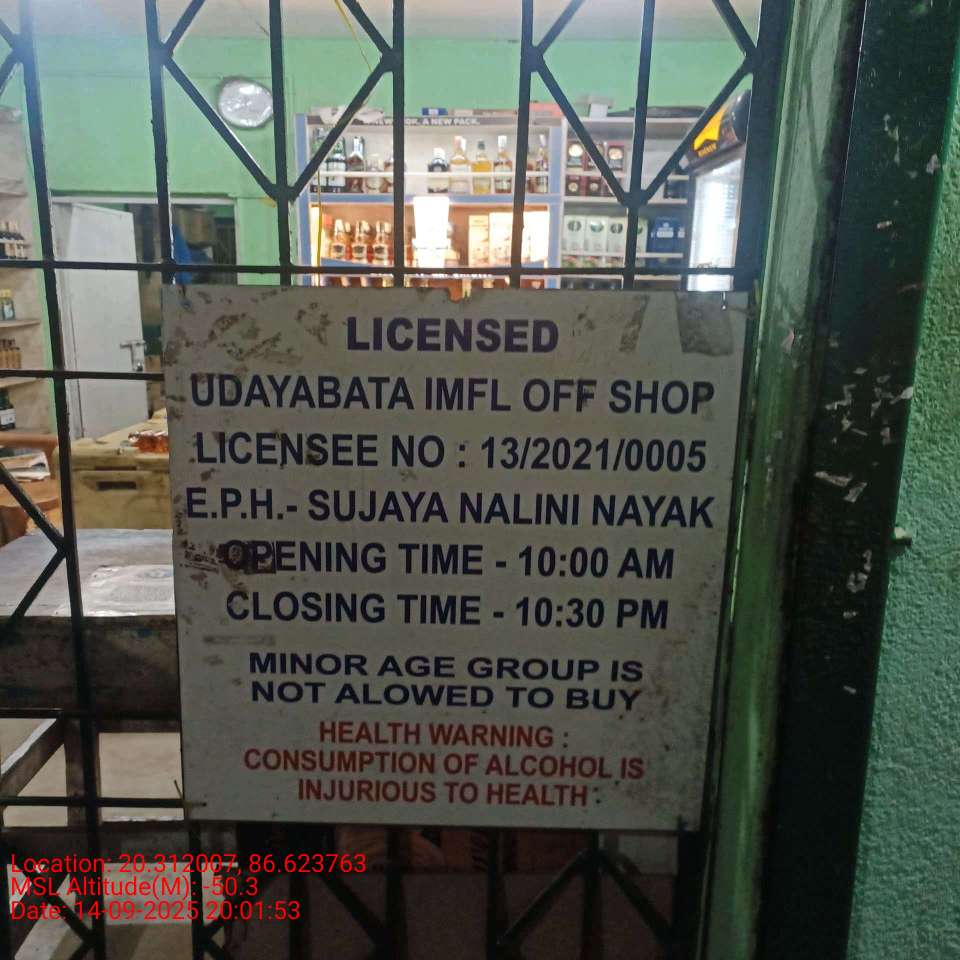 A NEW PACK.
LICENSED
UDAYABATA IMFL OFF SHOP
LICENSEE NO : 13/2021/0005
E.P.H.- SUJAYA NALINI NAYAK
OPENING TIME - 10:00 AM
CLOSING TIME - 10:30 PM
MINOR AGE GROUP IS
NOT ALOWED TO BUY
HEALTH WARNING :
CONSUMPTION OF ALCOHOL IS
INJURIOUS TO HEALTH :
Location: 20.312007, 86.623763
MSL Altitude(M): -50.3
Date: 14-09-2025 20:01:53